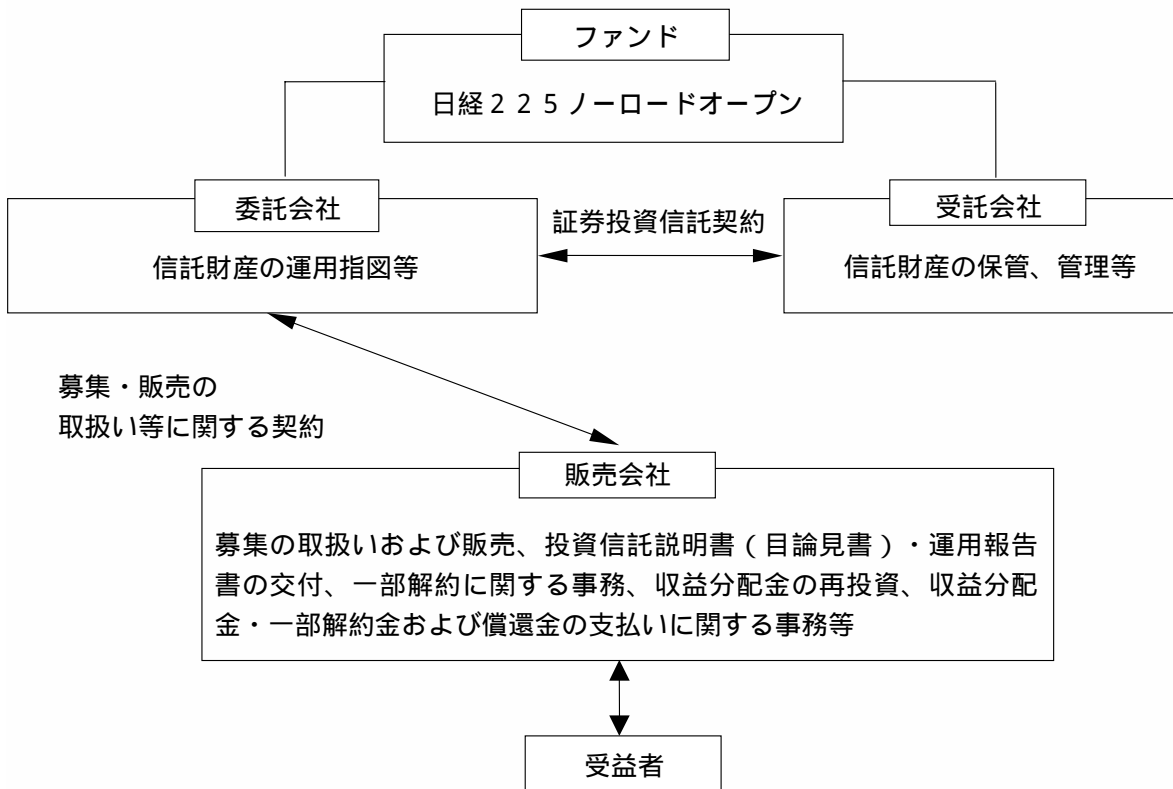 ファンド
日経２２５ノーロードオープン
委託会社
信託財産の運用指図等
証券投資信託契約
受託会社
信託財産の保管、管理等
募集・販売の
取扱い等に関する契約
販売会社
募集の取扱いおよび販売、投資信託説明書（目論見書）・運用報告
書の交付、一部解約に関する事務、収益分配金の再投資、収益分配
金・一部解約金および償還金の支払いに関する事務等
受益者